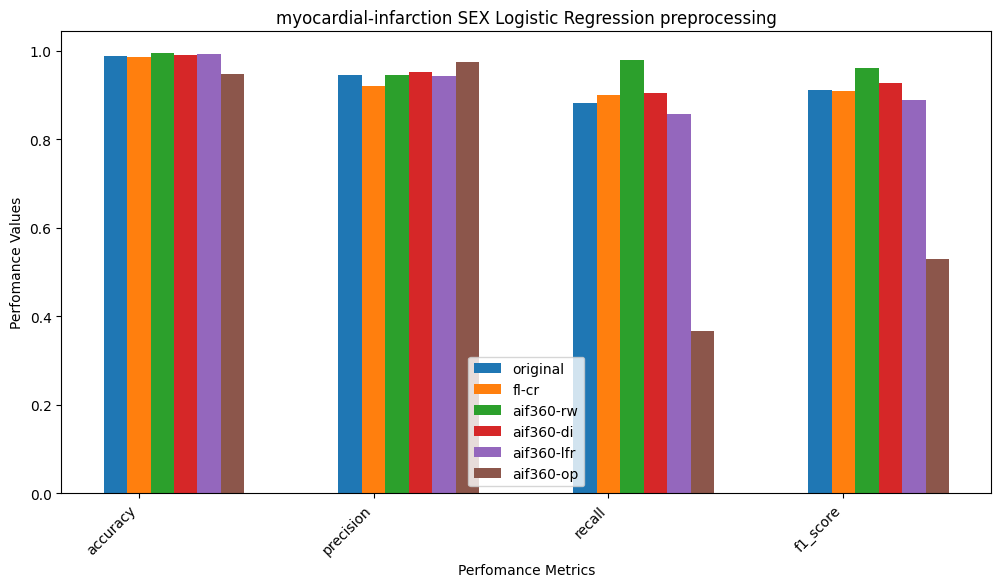 myocardial-infarction SEX Logistic Regression preprocessing
Perfomance Values
1.0
0.8
0.6
0.4
0.2
0.0
original
fl-cr
aif360-rw
aif360-di
aif360-lfr
aif360-op
accuracy
precision
recall
f1_score
Perfomance Metrics